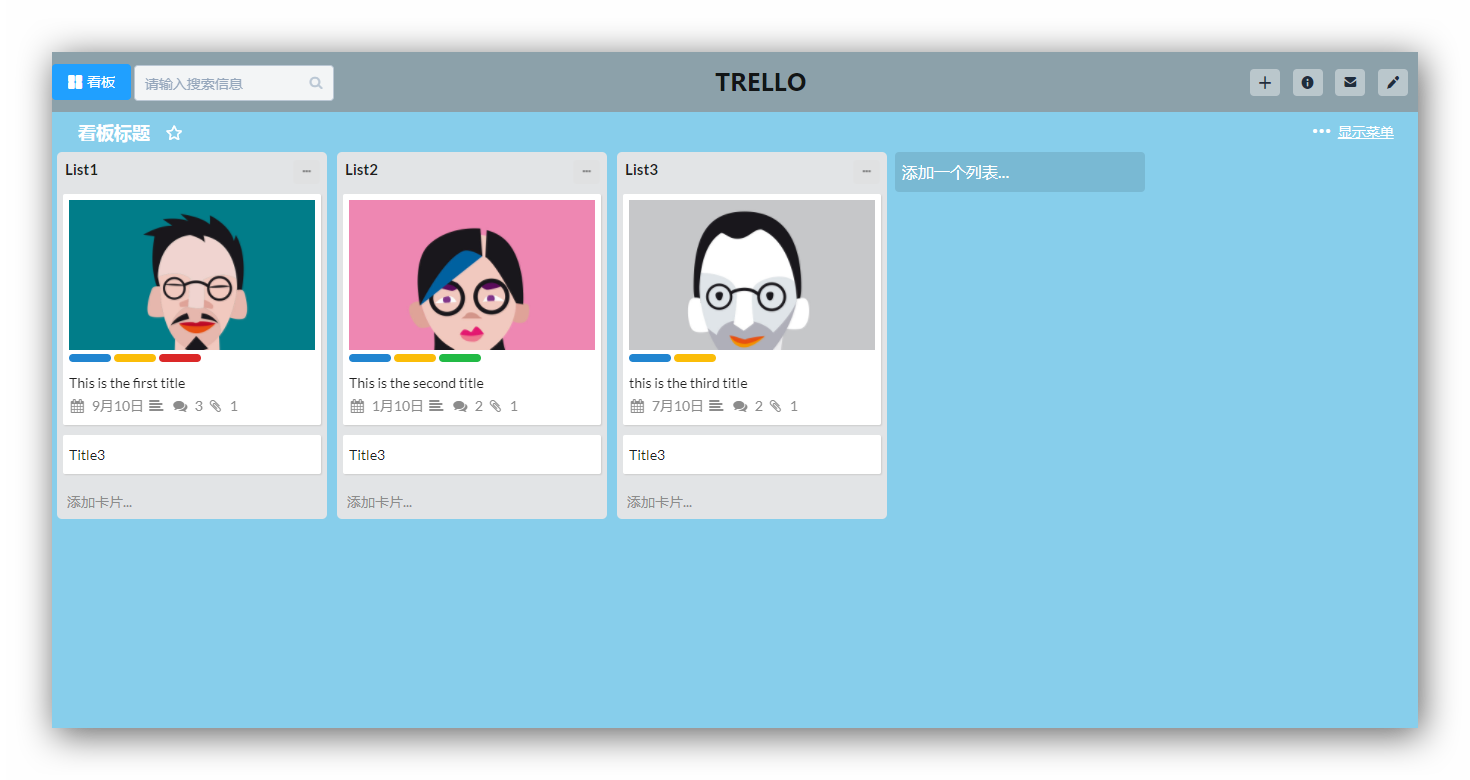 看板
请输入搜索信息
TRELLO
看板标题
显示菜单
List1
This is the first title
9月10日 3 1
Title3
添加卡片...
List2
This is the second title
1月10日 2 1
Title3
添加卡片...
List3
this is the third title
7月10日 2 1
Title3
添加卡片...
添加一个列表...